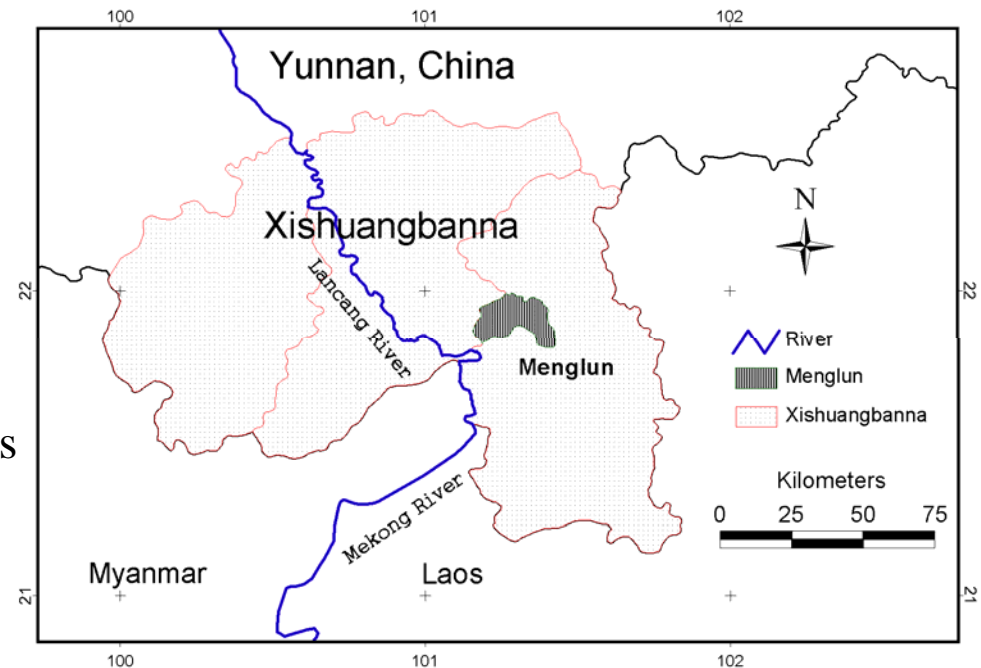 100 101 102
Yunnan, China
N
Xishuangbanna
Lancang River
22 22
River
Menglun
Menglun
Xishuangbanna
s
Kilometers
0 25 50 75
Mekong River
Myanmar Laos
21 21
100 101 102